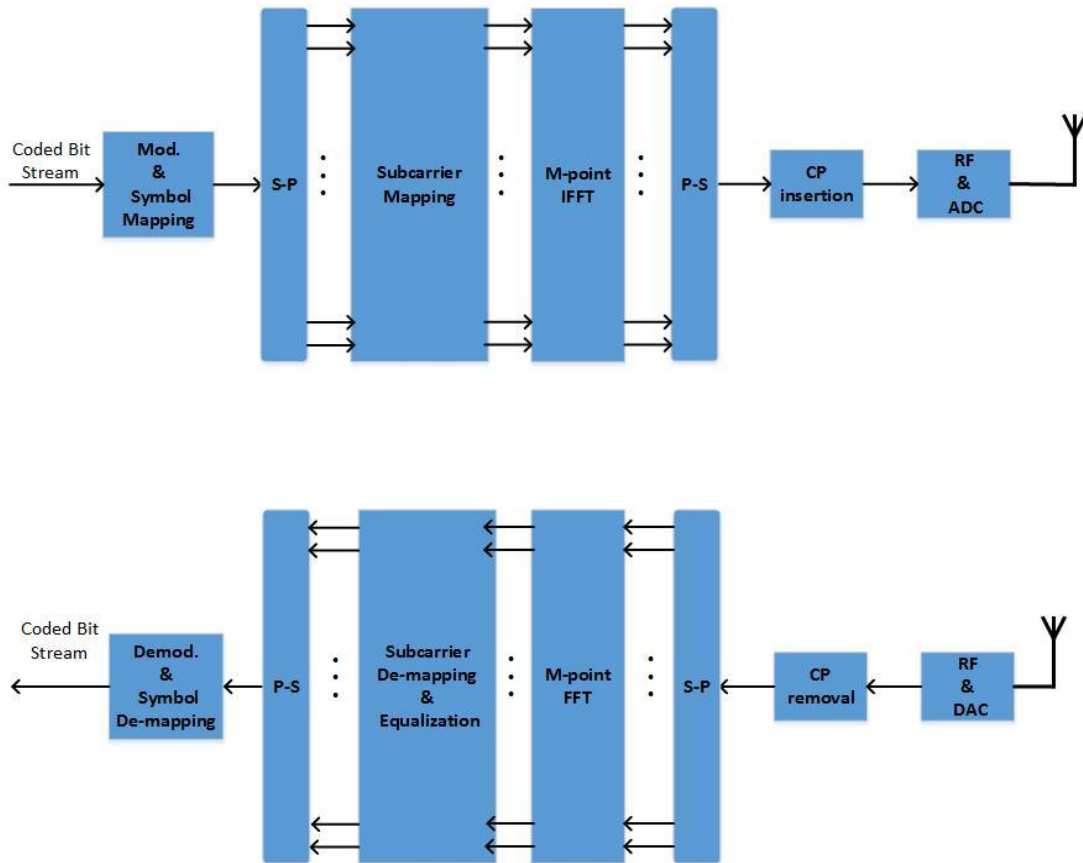 Coded Bit
Stream
Mod.
&
Symbol
Mapping
S-P
Subcarrier
Mapping
M-point
IFFT
P-S
CP
insertion
RF
&
ADC
Coded Bit
Stream
Demod.
&
Symbol
De-mapping
P-S
Subcarrier
De-mapping
&
Equalization
M-point
FFT
S-P
CP
removal
RF
&
DAC